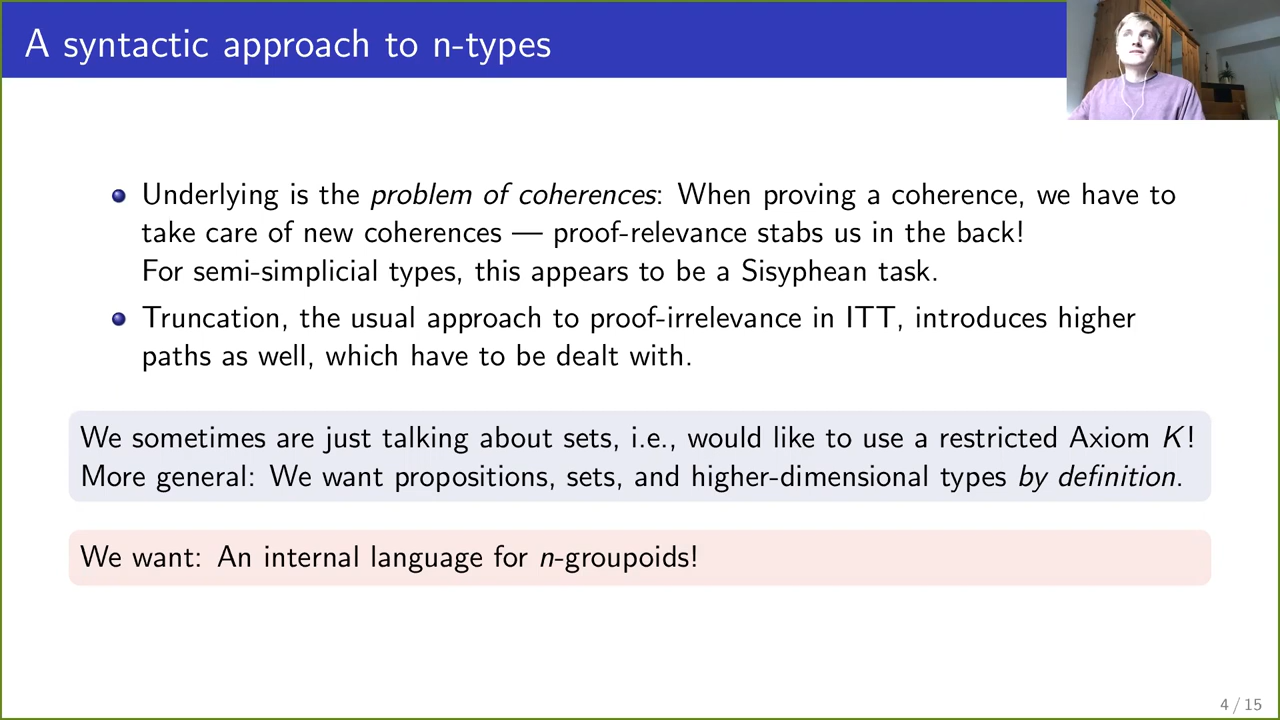 A syntactic approach to n-types
Underlying is the problem of coherences: When proving a coherence, we have to
take care of new coherences — proof-relevance stabs us in the back!
For semi-simplicial types, this appears to be a Sisyphean task.
Truncation, the usual approach to proof-irrelevance in ITT, introduces higher
paths as well, which have to be dealt with.
We sometimes are just talking about sets, i.e., would like to use a restricted Axiom K!
More general: We want propositions, sets, and higher-dimensional types by definition.
We want: An internal language for n-groupoids!
4 / 15